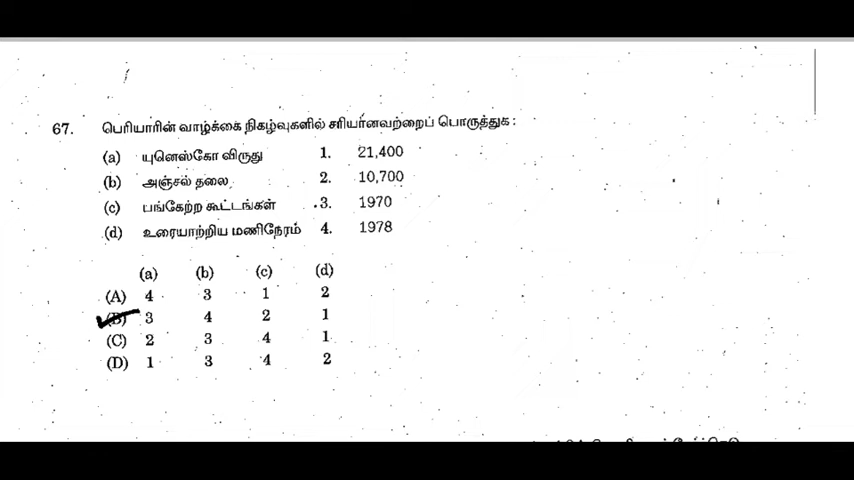 67. பெரியாரின் வாழ்க்கை நிகழ்வுகளில் சரியானவற்றைப் பொருத்துக :
(a) யுனெஸ்கோ விருது 1. 21,400
(b) அஞ்சல் தலை 2. 10,700
(c) பங்கேற்ற கூட்டங்கள் 3. 1970
(d) உரையாற்றிய மணிநேரம் 4. 1978
(a) (b) (c) (d)
(A) 4 3 1 2
(B) 3 4 2 1
(C) 2 3 4 1
(D) 1 3 4 2